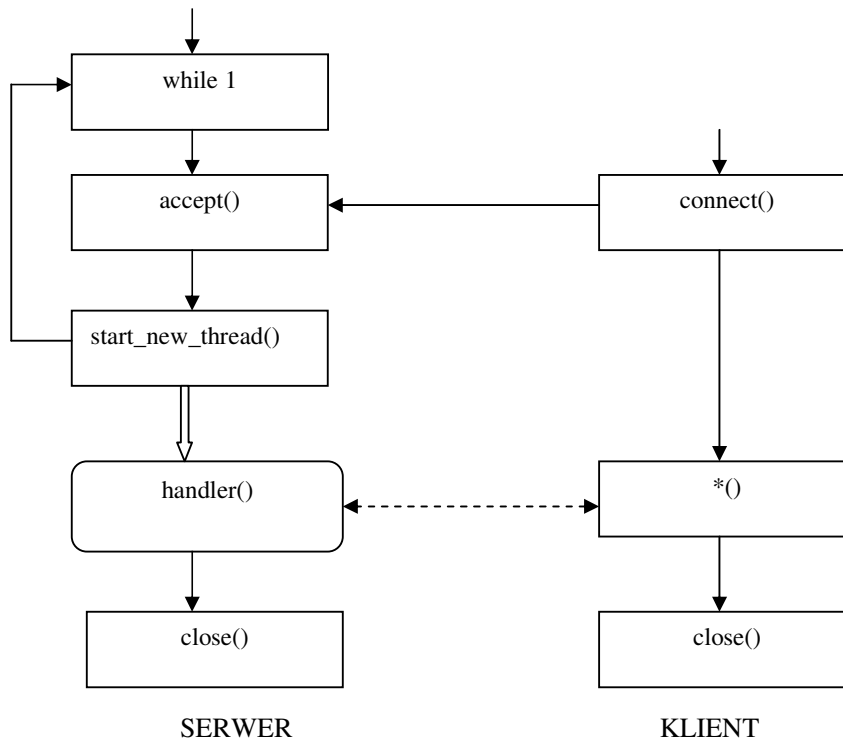 while 1
accept()
connect()
start_new_thread()
handler()
*()
close()
close()
SERWER
KLIENT